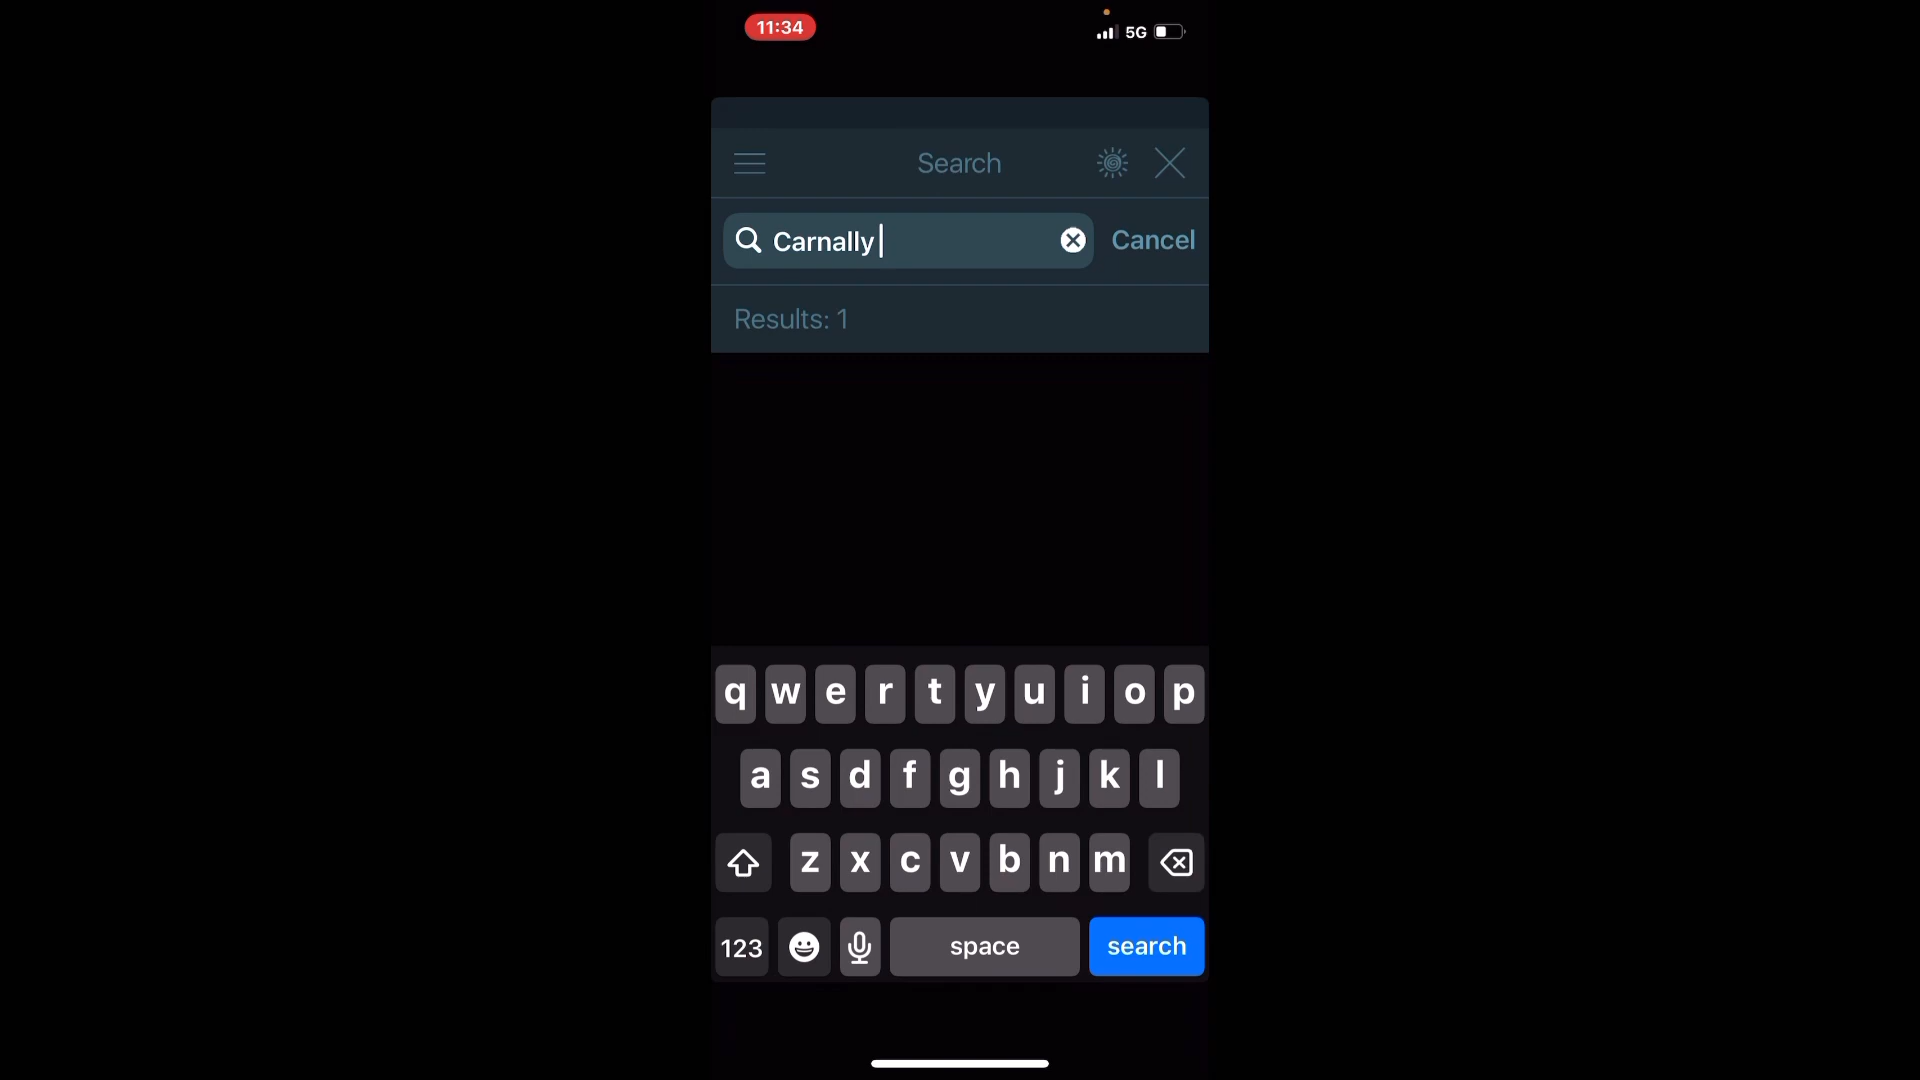 11:34
5G
Search
Carnally
Cancel
Results: 1
q w e r t y u i o p
a s d f g h j k l
z x c v b n m
123 space search